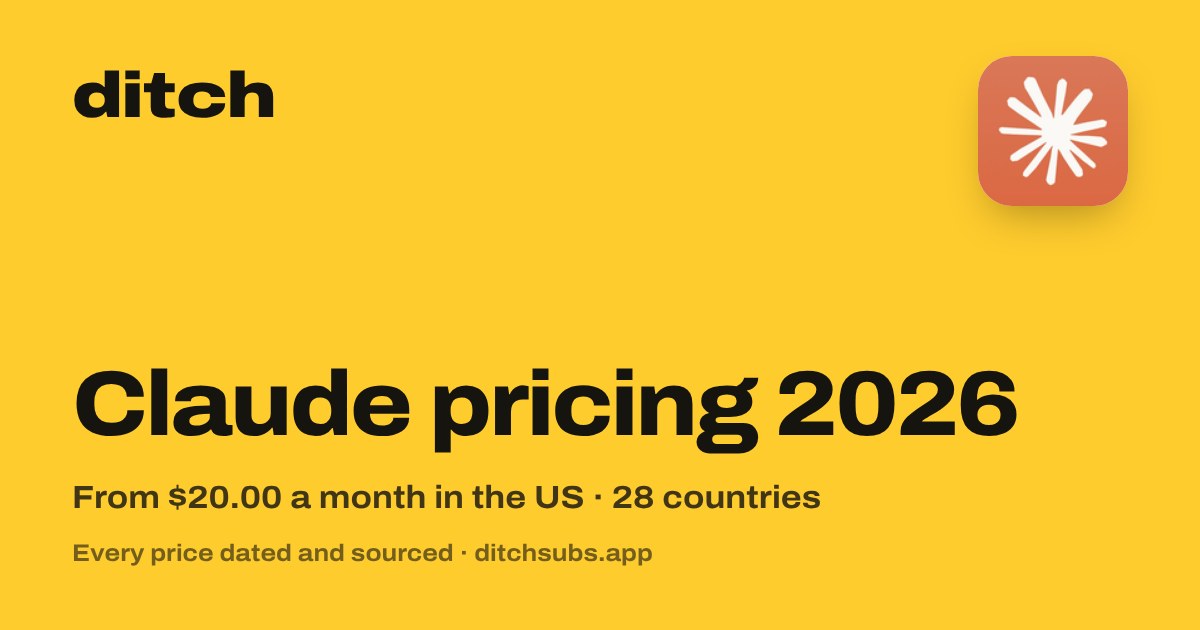 ditch
Claude pricing 2026
From $20.00 a month in the US · 28 countries
Every price dated and sourced · ditchsubs.app